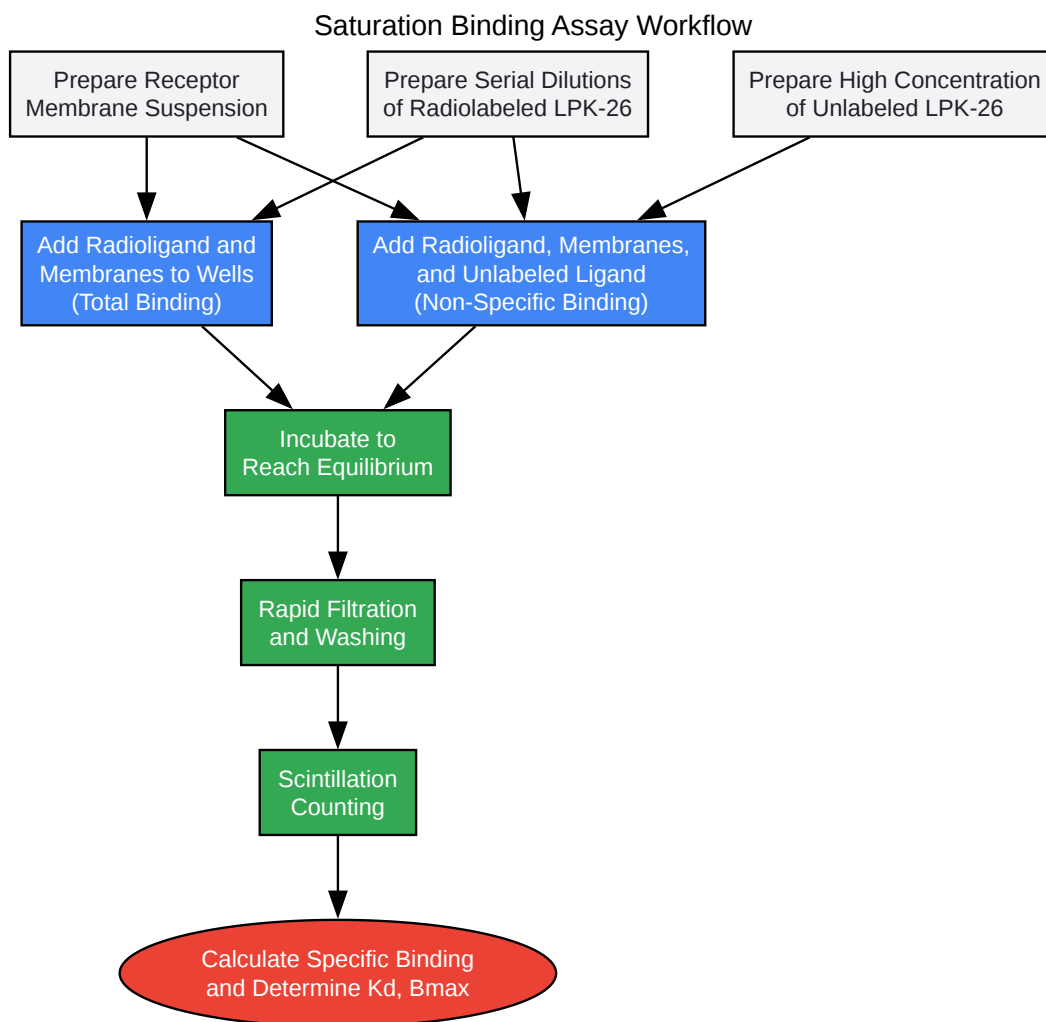 Saturation Binding Assay Workflow
Prepare Receptor
Membrane Suspension
Prepare Serial Dilutions
of Radiolabeled LPK-26
Prepare High Concentration
of Unlabeled LPK-26
Add Radioligand and
Membranes to Wells
(Total Binding)
Add Radioligand, Membranes,
and Unlabeled Ligand
(Non-Specific Binding)
Incubate to
Reach Equilibrium
Rapid Filtration
and Washing
Scintillation
Counting
Calculate Specific Binding
and Determine Kd, Bmax